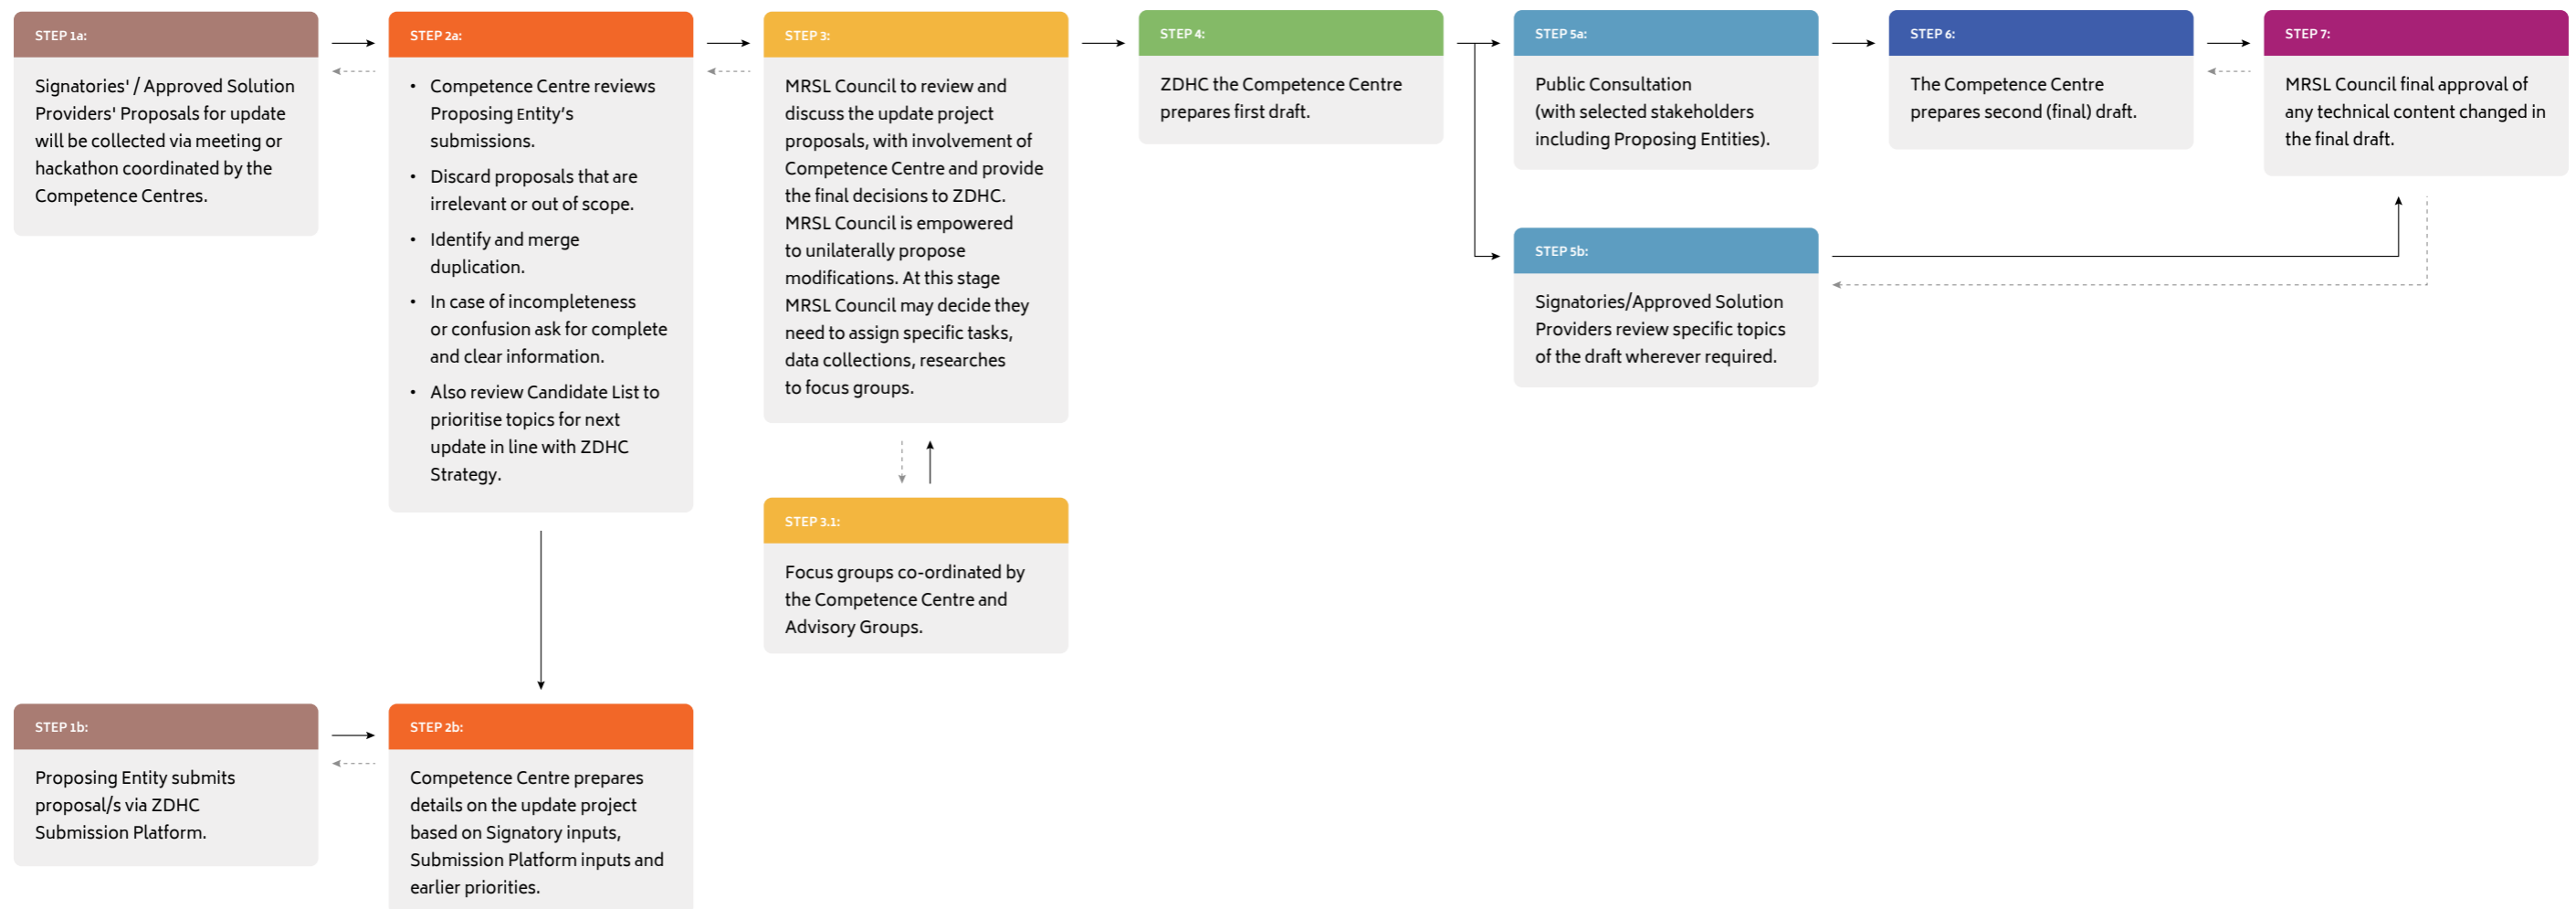 STEP 1a:
Signatories' / Approved Solution
Providers' Proposals for update
will be collected via meeting or
hackathon coordinated by the
Competence Centres.
STEP 2a:
• Competence Centre reviews
Proposing Entity's
submissions.
• Discard proposals that are
irrelevant or out of scope.
• Identify and merge
duplication.
• In case of incompleteness
or confusion ask for complete
and clear information.
• Also review Candidate List to
prioritise topics for next
update in line with ZDHC
Strategy.
STEP 3:
MRSL Council to review and
discuss the update project
proposals, with involvement of
Competence Centre and provide
the final decisions to ZDHC.
MRSL Council is empowered
to unilaterally propose
modifications. At this stage
MRSL Council may decide they
need to assign specific tasks,
data collections, researches
to focus groups.
STEP 3.1:
Focus groups co-ordinated by
the Competence Centre and
Advisory Groups.
STEP 4:
ZDHC the Competence Centre
prepares first draft.
STEP 5a:
Public Consultation
(with selected stakeholders
including Proposing Entities).
STEP 5b:
Signatories/Approved Solution
Providers review specific topics
of the draft wherever required.
STEP 6:
The Competence Centre
prepares second (final) draft.
STEP 7:
MRSL Council final approval of
any technical content changed in
the final draft.
STEP 1b:
Proposing Entity submits
proposal/s via ZDHC
Submission Platform.
STEP 2b:
Competence Centre prepares
details on the update project
based on Signatory inputs,
Submission Platform inputs and
earlier priorities.